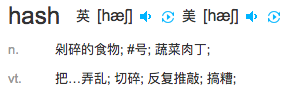 hash 英 [hæʃ] 美 [hæʃ]
n. 剁碎的食物; #号; 蔬菜肉丁;
vt. 把…弄乱; 切碎; 反复推敲; 搞糟;